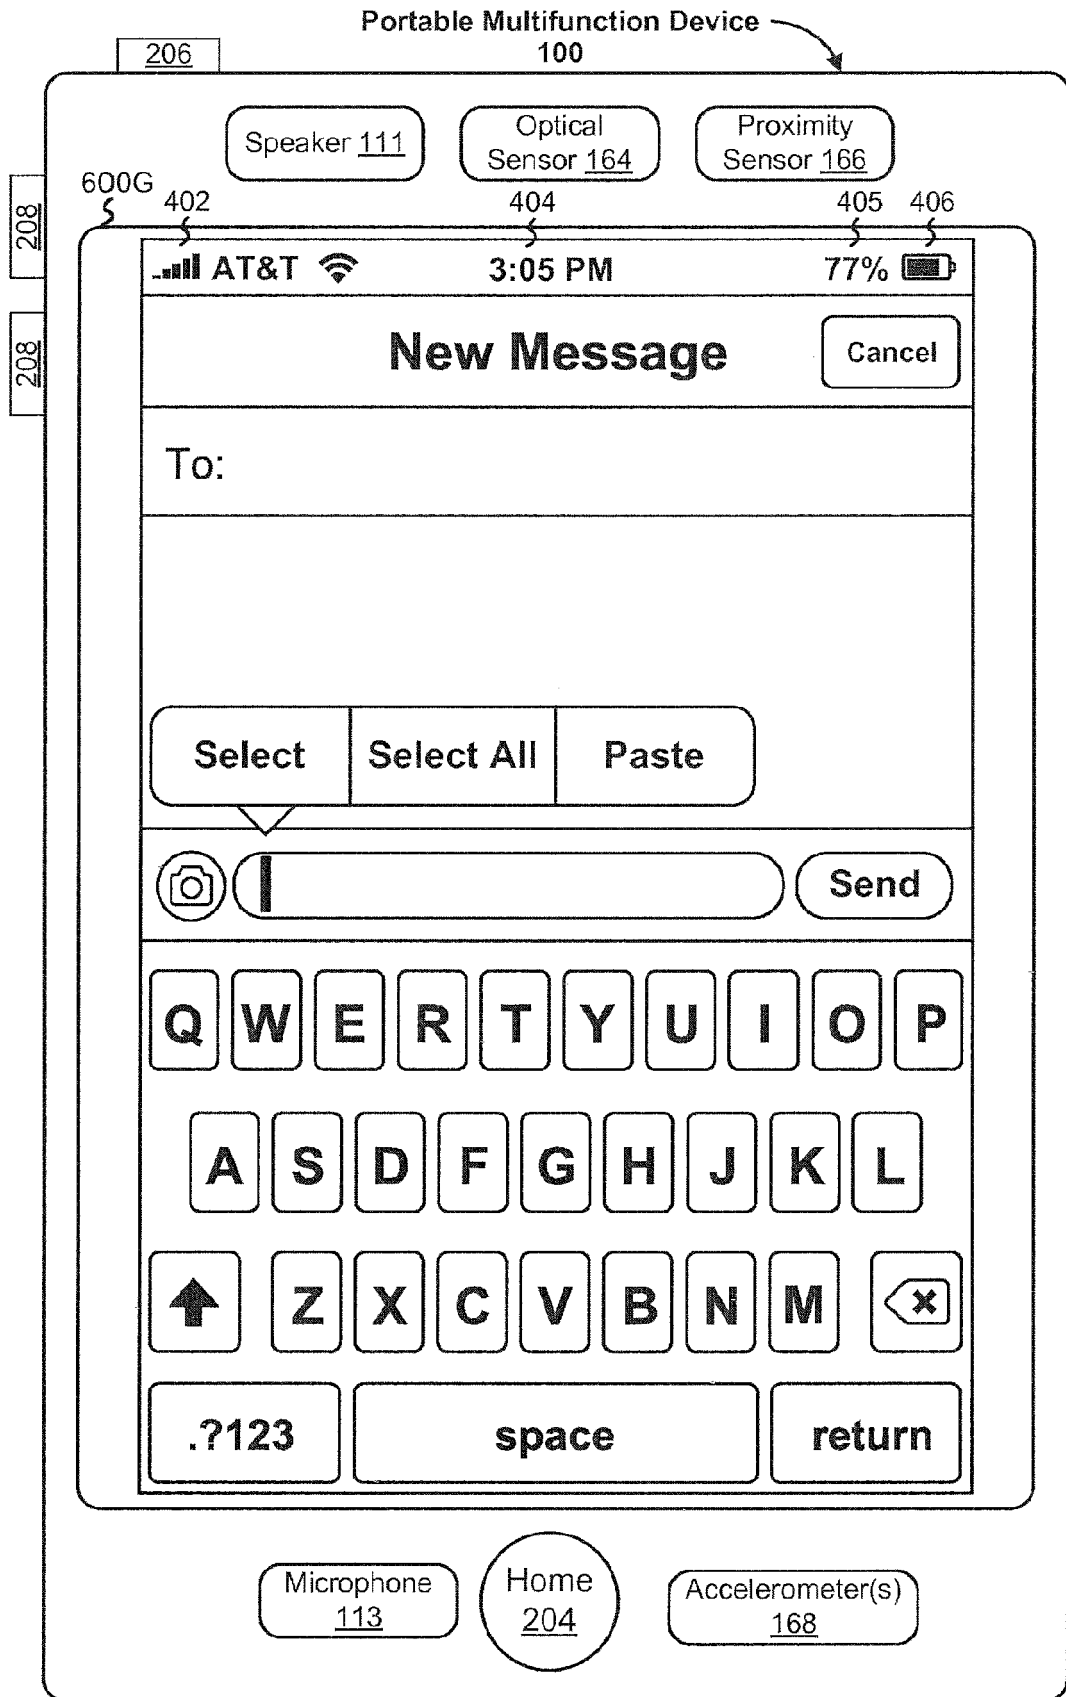 Portable Multifunction Device
100
206
Speaker 111
Optical
Sensor 164
Proximity
Sensor 166
600G
402
404
405
406
208
208
AT&T
3:05 PM
77%
New Message
Cancel
To:
Select
Select All
Paste
Send
Q W E R T Y U I O P
A S D F G H J K L
Z X C V B N M
.?123
space
return
Microphone
113
Home
204
Accelerometer(s)
168